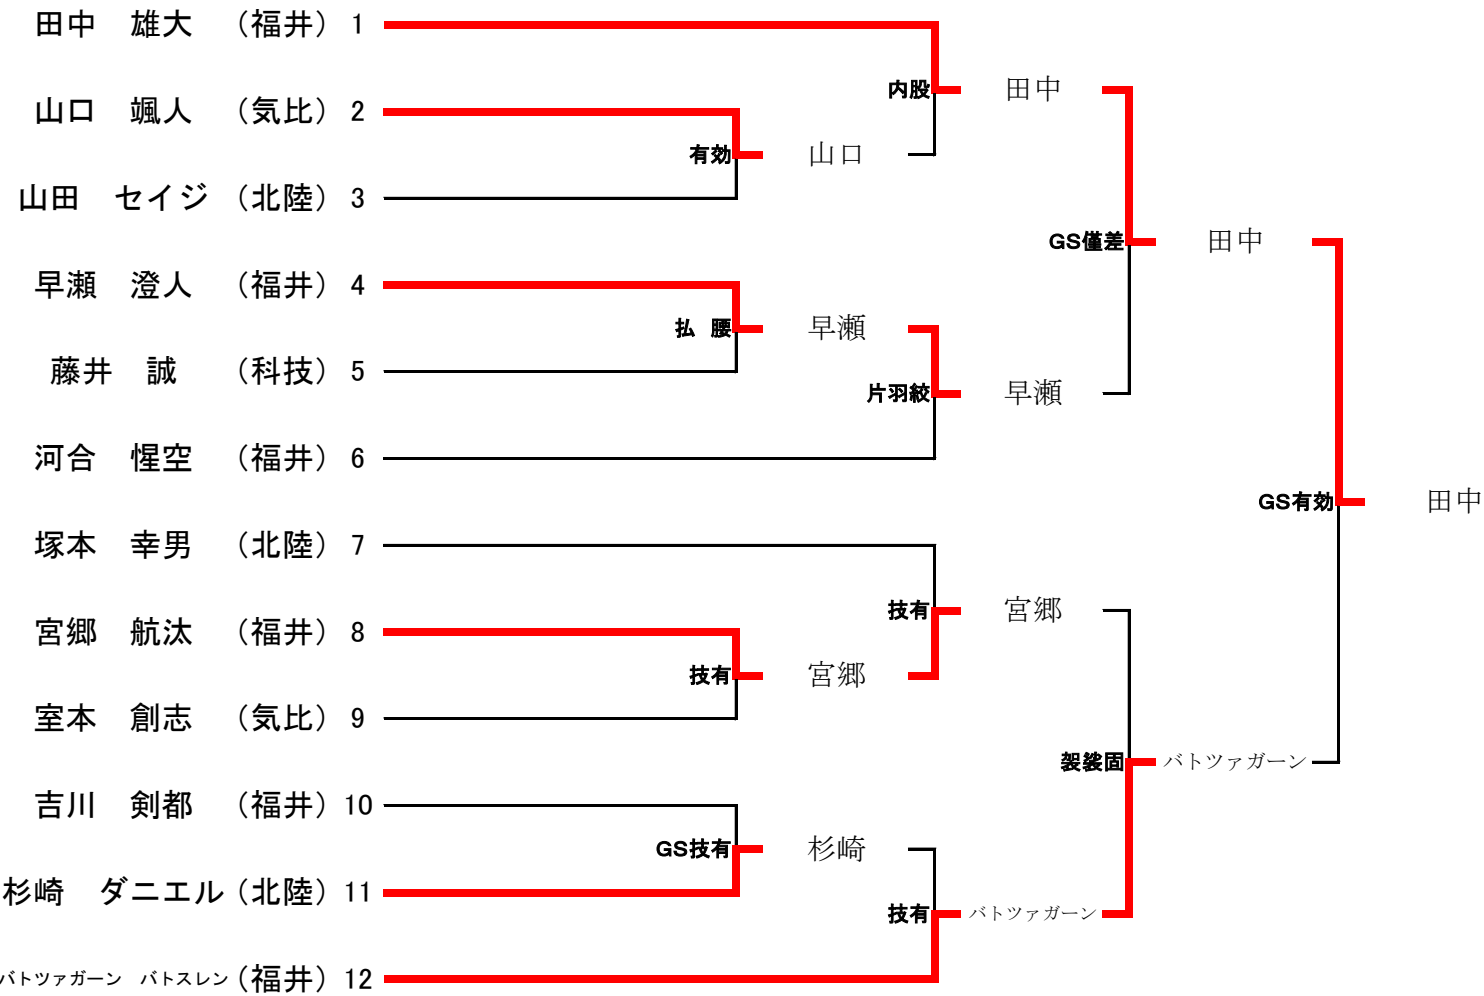 田中　雄大　（福井） 1
内股 田中
山口　颯人　（気比） 2
有効 山口
山田　セイジ （北陸） 3
GS僅差 田中
早瀬　澄人　（福井） 4
払 腰 早瀬
藤井　誠　（科技） 5
片羽絞 早瀬
河合　惺空　（福井） 6
GS有効 田中
塚本　幸男　（北陸） 7
技有 宮郷
宮郷　航汰　（福井） 8
技有 宮郷
室本　創志　（気比） 9
袈裟固 バトツァガーン
吉川　剣都　（福井） 10
GS技有 杉崎
杉崎　ダニエル （北陸） 11
技有 バトツァガーン
バトツァガーン　バトスレン （福井） 12